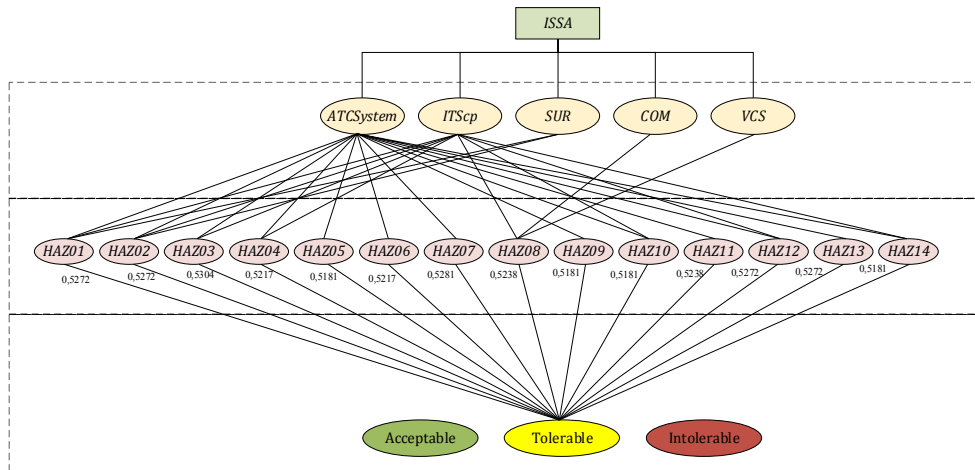 ISSA
ATCSystem ITScp SUR COM VCS
HAZ01 HAZ02 HAZ03 HAZ04 HAZ05 HAZ06 HAZ07 HAZ08 HAZ09 HAZ10 HAZ11 HAZ12 HAZ13 HAZ14
0,5272 0,5272 0,5304 0,5217 0,5181 0,5217 0,5281 0,5238 0,5181 0,5181 0,5238 0,5272 0,5272 0,5181
Acceptable Tolerable Intolerable